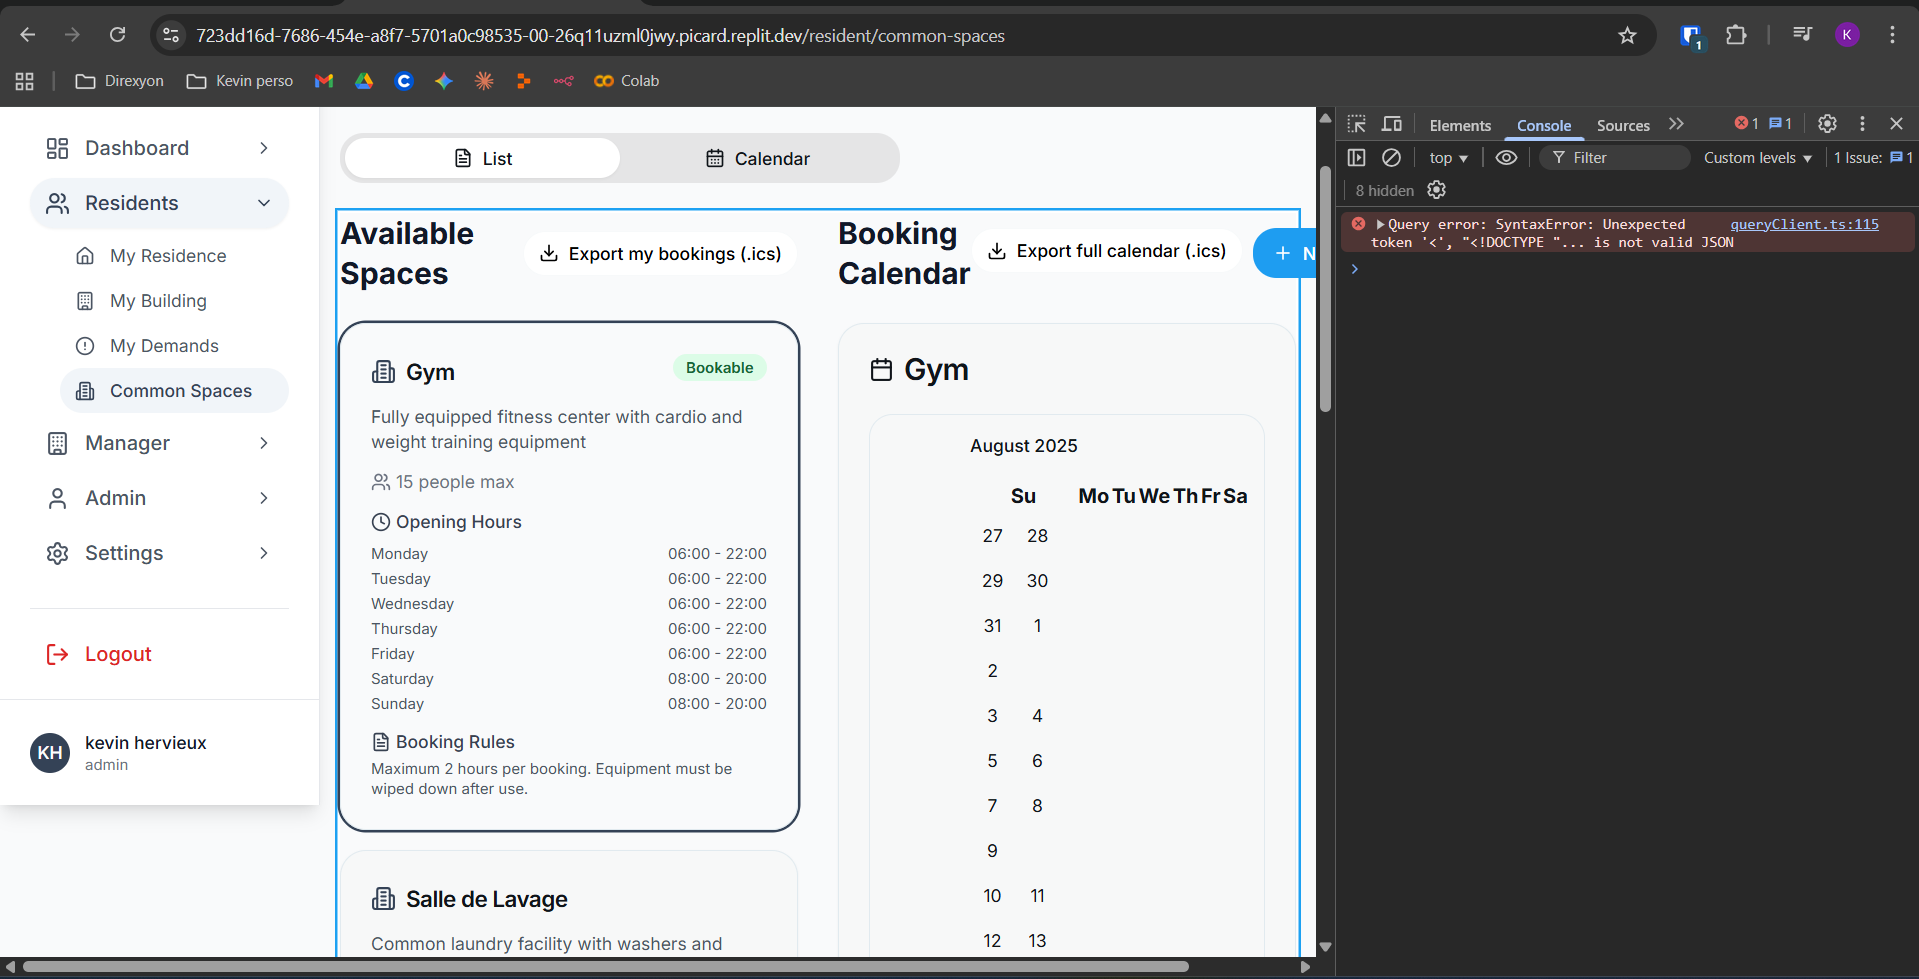 723dd16d-7686-454e-a8f7-5701a0c98535-00-26q11uzml0jwy.picard.replit.dev/resident/common-spaces
1
K
Direxyon
Kevin perso
Colab
Dashboard
Residents
My Residence
My Building
My Demands
Common Spaces
Manager
Admin
Settings
Logout
KH
kevin hervieux
admin
List
Calendar
Available
Spaces
Export my bookings (.ics)
Gym
Bookable
Fully equipped fitness center with cardio and
weight training equipment
15 people max
Opening Hours
Monday 06:00 - 22:00
Tuesday 06:00 - 22:00
Wednesday 06:00 - 22:00
Thursday 06:00 - 22:00
Friday 06:00 - 22:00
Saturday 08:00 - 20:00
Sunday 08:00 - 20:00
Booking Rules
Maximum 2 hours per booking. Equipment must be
wiped down after use.
Salle de Lavage
Common laundry facility with washers and
Booking
Calendar
Export full calendar (.ics)
+ N
Gym
August 2025
Su Mo Tu We Th Fr Sa
27 28
29 30
31 1
2
3 4
5 6
7 8
9
10 11
12 13
Elements
Console
Sources
1
1
top
Filter
Custom levels
1 Issue: 1
8 hidden
Query error: SyntaxError: Unexpected queryClient.ts:115
token '<', "<!DOCTYPE "... is not valid JSON